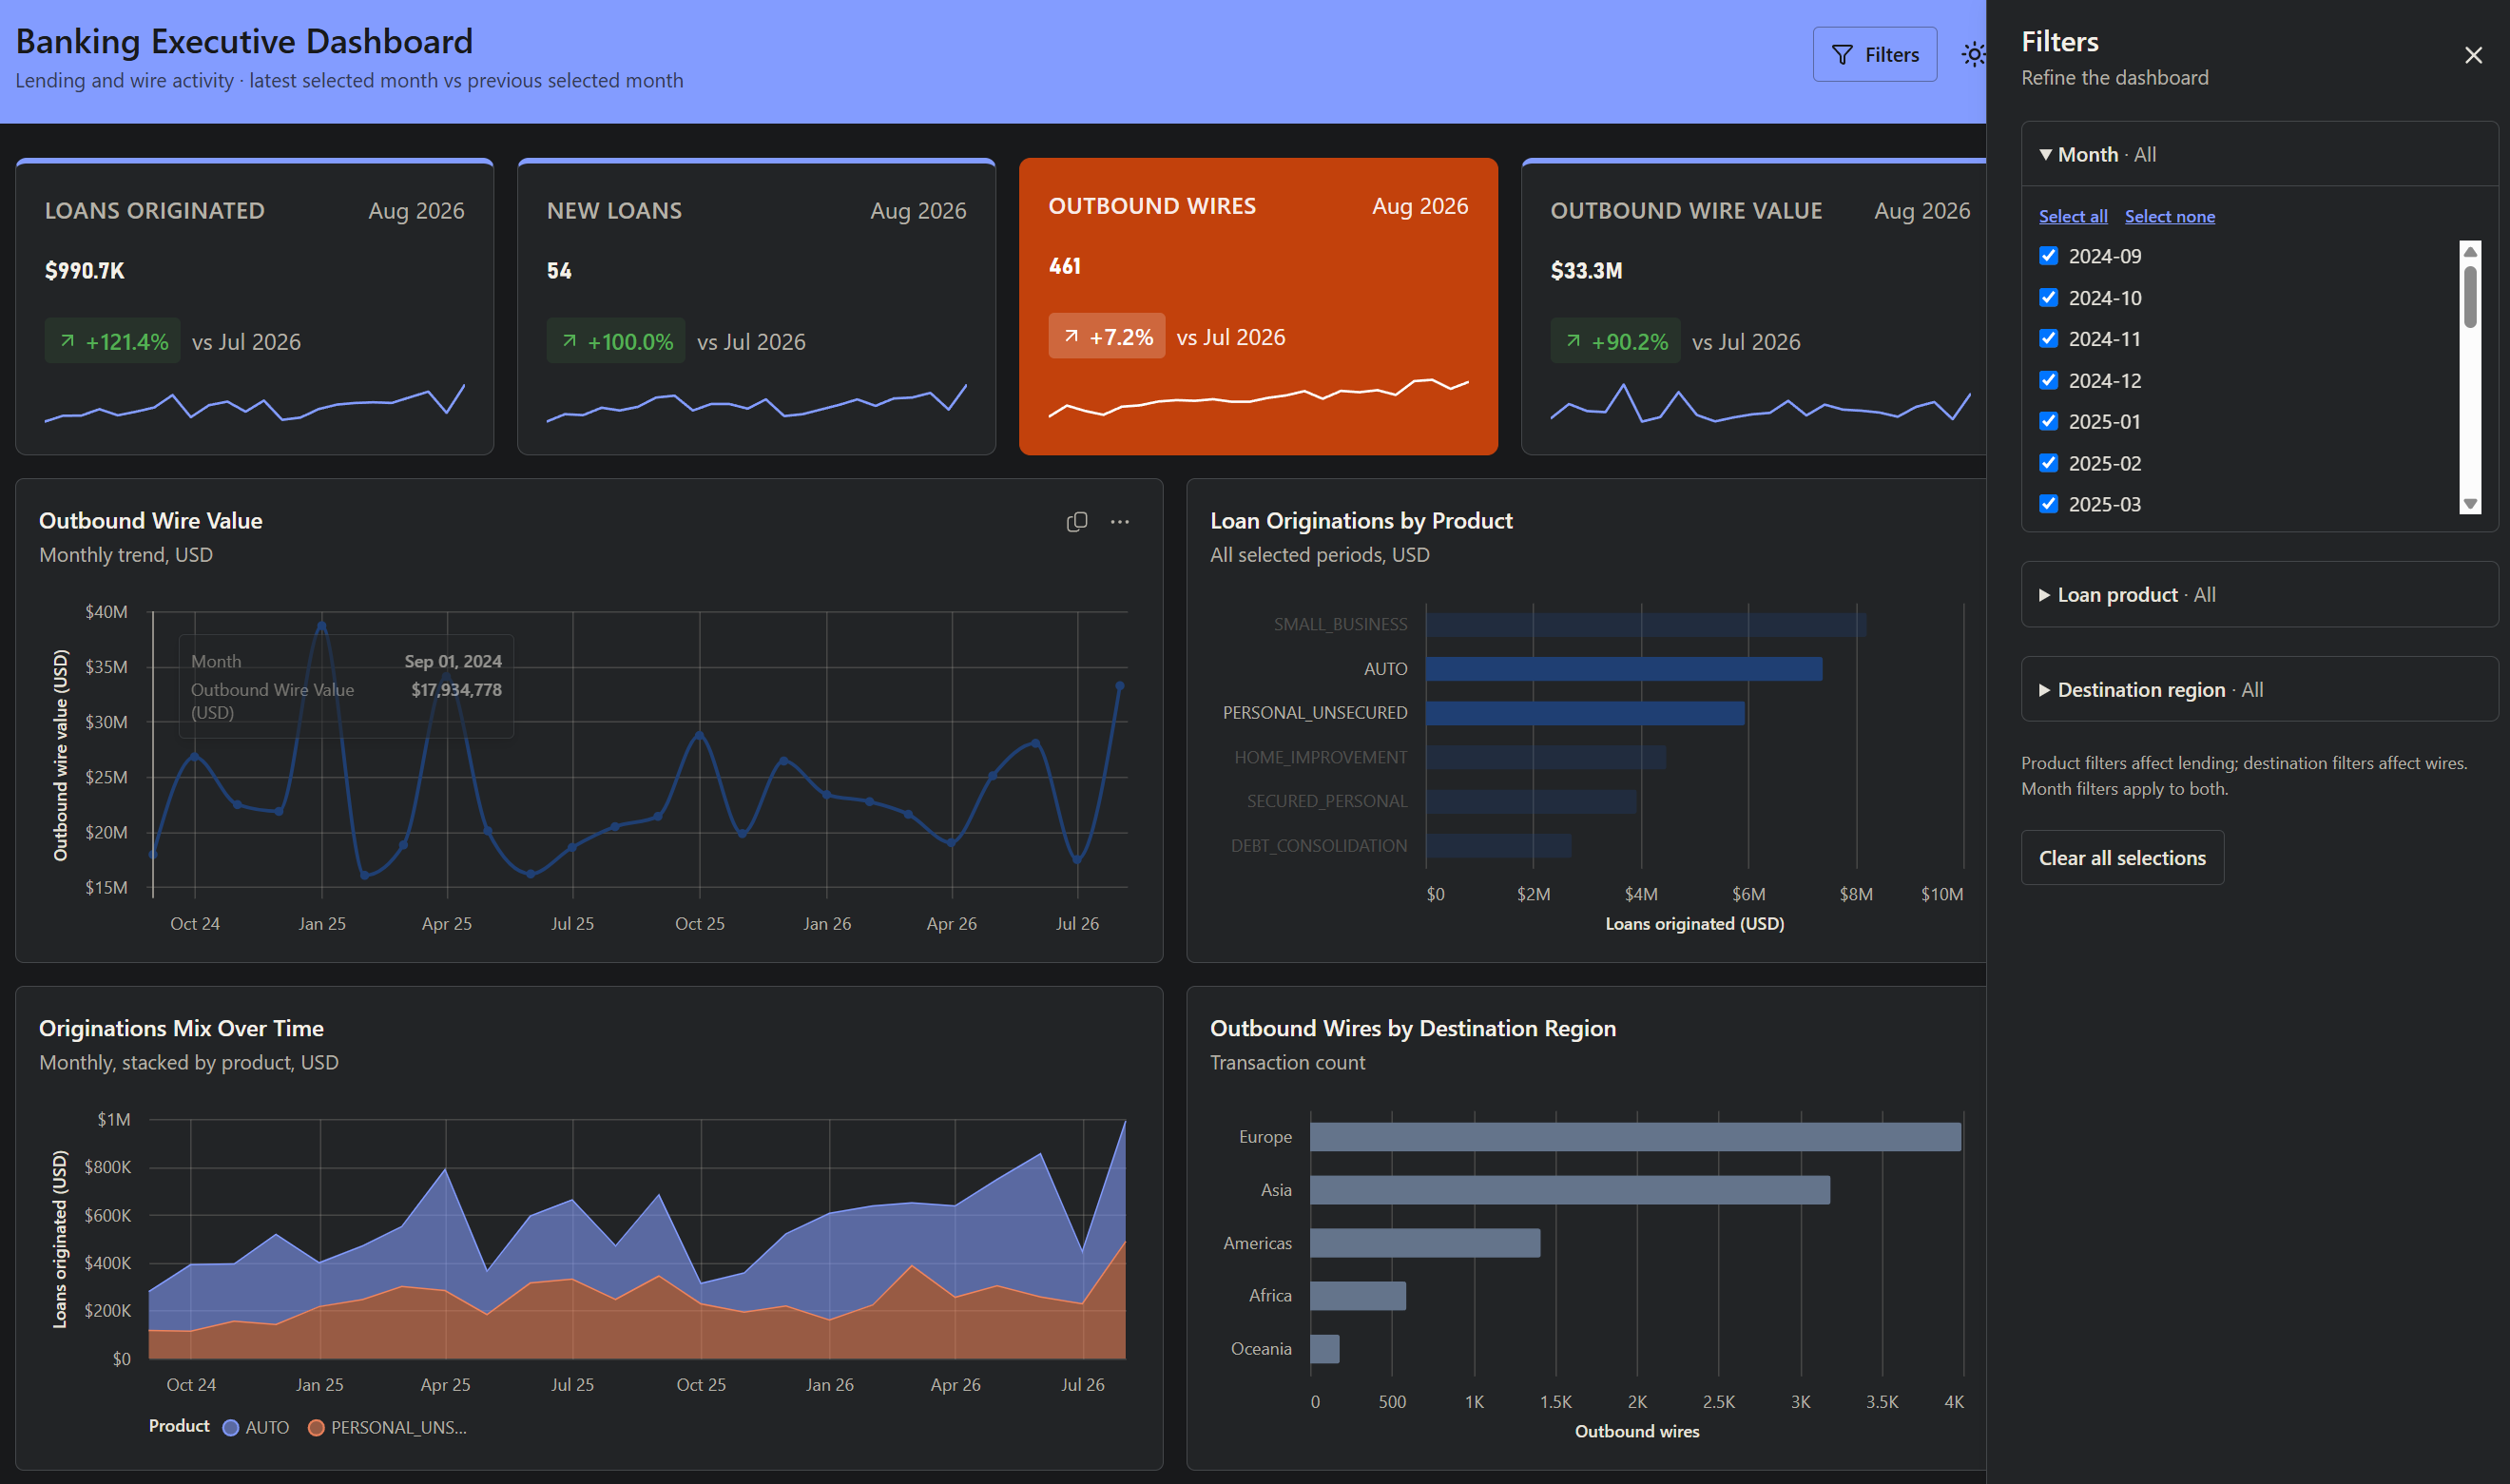 Banking Executive Dashboard
Lending and wire activity · latest selected month vs previous selected month
Filters
LOANS ORIGINATED Aug 2026
$990.7K
+121.4% vs Jul 2026
NEW LOANS Aug 2026
54
+100.0% vs Jul 2026
OUTBOUND WIRES Aug 2026
461
+7.2% vs Jul 2026
OUTBOUND WIRE VALUE Aug 2026
$33.3M
+90.2% vs Jul 2026
Outbound Wire Value
Monthly trend, USD
Outbound wire value (USD)
$40M
$35M
$30M
$25M
$20M
$15M
Month Sep 01, 2024
Outbound Wire Value $17,934,778
(USD)
Oct 24 Jan 25 Apr 25 Jul 25 Oct 25 Jan 26 Apr 26 Jul 26
Loan Originations by Product
All selected periods, USD
SMALL_BUSINESS
AUTO
PERSONAL_UNSECURED
HOME_IMPROVEMENT
SECURED_PERSONAL
DEBT_CONSOLIDATION
$0 $2M $4M $6M $8M $10M
Loans originated (USD)
Originations Mix Over Time
Monthly, stacked by product, USD
Loans originated (USD)
$1M
$800K
$600K
$400K
$200K
$0
Oct 24 Jan 25 Apr 25 Jul 25 Oct 25 Jan 26 Apr 26 Jul 26
Product AUTO PERSONAL_UNS...
Outbound Wires by Destination Region
Transaction count
Europe
Asia
Americas
Africa
Oceania
0 500 1K 1.5K 2K 2.5K 3K 3.5K 4K
Outbound wires
Filters
Refine the dashboard
Month · All
Select all Select none
2024-09
2024-10
2024-11
2024-12
2025-01
2025-02
2025-03
Loan product · All
Destination region · All
Product filters affect lending; destination filters affect wires.
Month filters apply to both.
Clear all selections